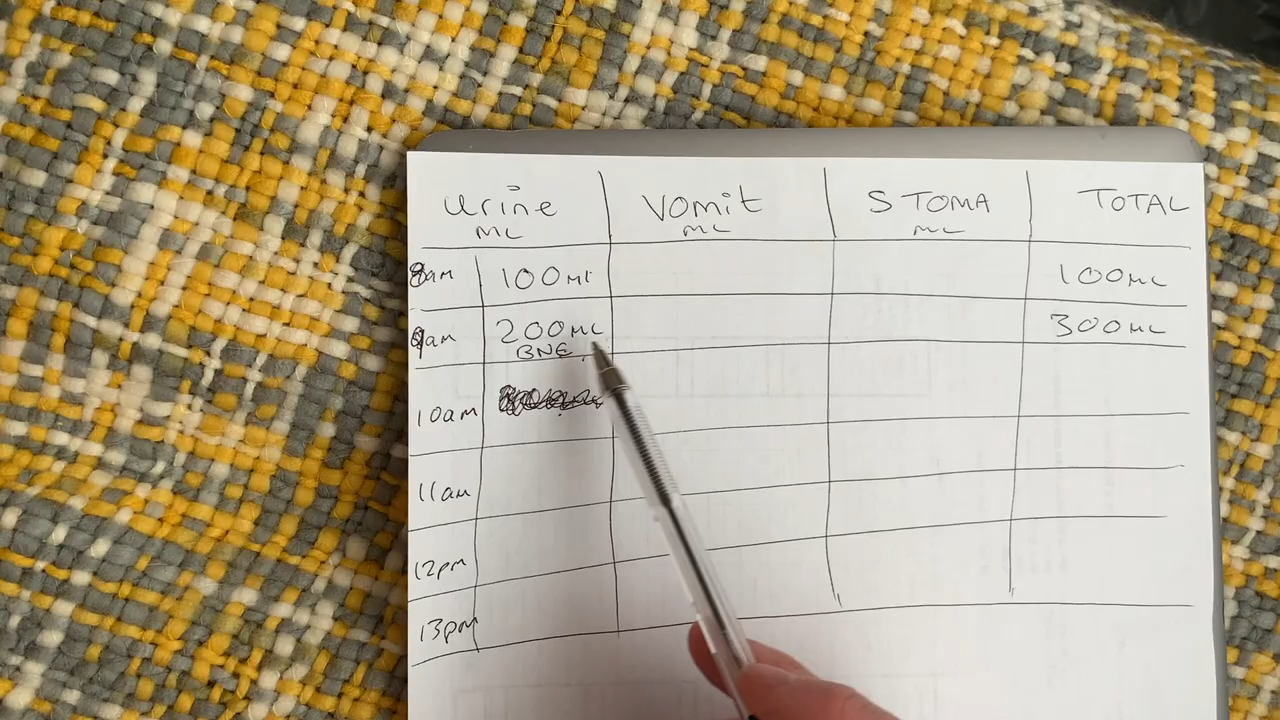 urine VOMIT STOMA TOTAL
ML ML ML
8am 100ML 100ML
9am 200ML 300ML
BNE
10am
11am
12pm
13pm